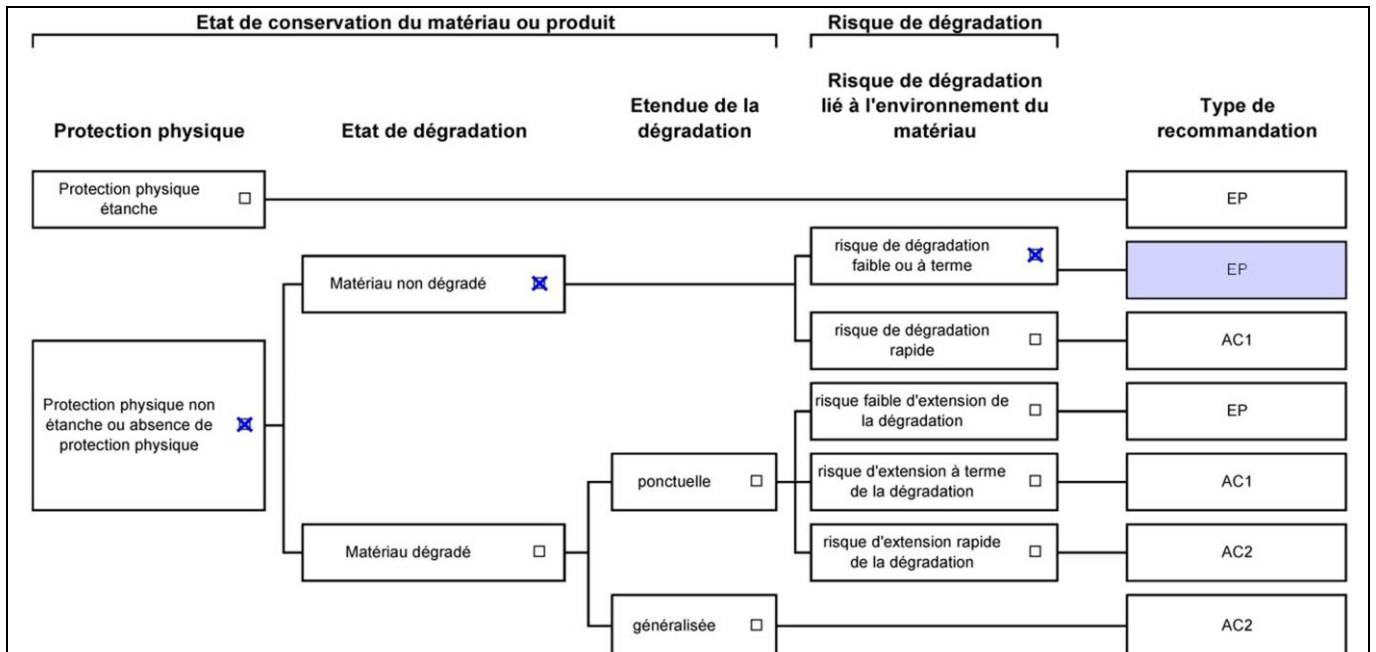 Etat de conservation du matériau ou produit
Risque de dégradation
Protection physique
Etat de dégradation
Etendue de la
dégradation
Risque de dégradation
lié à l'environnement du
matériau
Type de
recommandation
Protection physique
étanche
EP
risque de dégradation
faible ou à terme
EP
Matériau non dégradé
risque de dégradation
rapide
AC1
Protection physique non
étanche ou absence de
protection physique
risque faible d'extension de
la dégradation
EP
ponctuelle
risque d'extension à terme
de la dégradation
AC1
Matériau dégradé
risque d'extension rapide
de la dégradation
AC2
généralisée
AC2